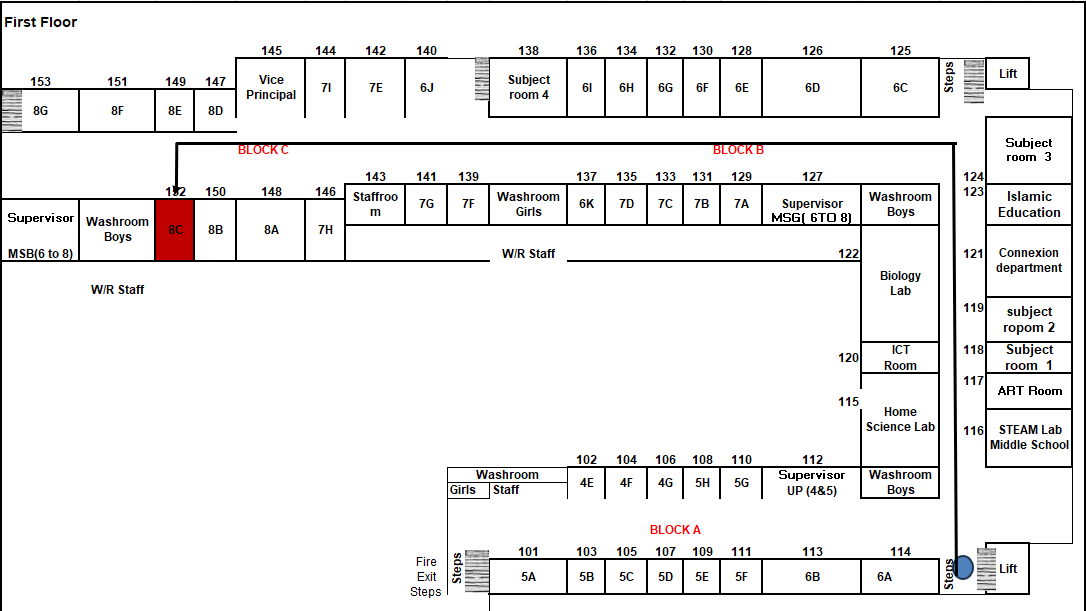 First Floor
145 144 142 140 138 136 134 132 130 128 126 125
153 151 149 147
Vice
Principal
7I 7E 6J
Subject
room 4
6I 6H 6G 6F 6E 6D 6C
Steps
Lift
8G 8F 8E 8D
BLOCK C
BLOCK B
Subject
room 3
124
143 141 139 137 135 133 131 129 127
152 150 148 146
123
Staffroo
m
7G 7F
Washroom
Girls
6K 7D 7C 7B 7A
Supervisor
MSG( 6TO 8)
Washroom
Boys
Islamic
Education
Supervisor
MSB(6 to 8)
Washroom
Boys
8C 8B 8A 7H
W/R Staff
122
121
Connexion
department
W/R Staff
Biology
Lab
119
subject
ropom 2
120
ICT
Room
118
Subject
room 1
117
ART Room
115
Home
Science Lab
116
STEAM Lab
Middle School
102 104 106 108 110 112
Washroom
Girls Staff
4E 4F 4G 5H 5G
Supervisor
UP (4&5)
Washroom
Boys
BLOCK A
101 103 105 107 109 111 113 114
Fire
Exit
Steps
Steps
5A 5B 5C 5D 5E 5F 6B 6A
Steps
Lift